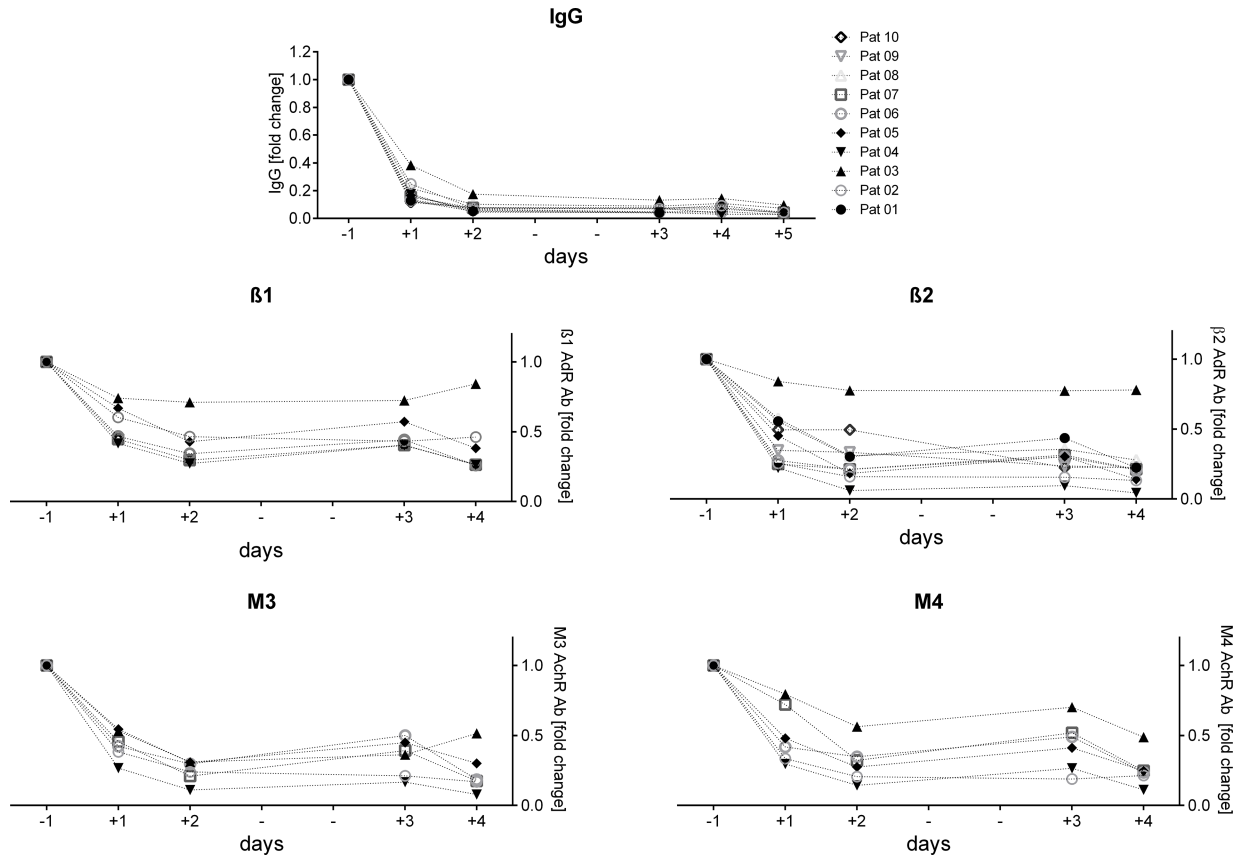 IgG
IgG [fold change]
1.2
1.0
0.8
0.6
0.4
0.2
0.0
-1 +1 +2 - - +3 +4 +5
days
Pat 10
Pat 09
Pat 08
Pat 07
Pat 06
Pat 05
Pat 04
Pat 03
Pat 02
Pat 01
ß1
1.0
0.5
0.0
ß1 AdR Ab [fold change]
-1 +1 +2 - - +3 +4
days
ß2
1.0
0.5
0.0
β2 AdR Ab [fold change]
-1 +1 +2 - - +3 +4
days
M3
1.0
0.5
0.0
M3 AchR Ab [fold change]
-1 +1 +2 - - +3 +4
days
M4
1.0
0.5
0.0
M4 AchR Ab [fold change]
-1 +1 +2 - - +3 +4
days